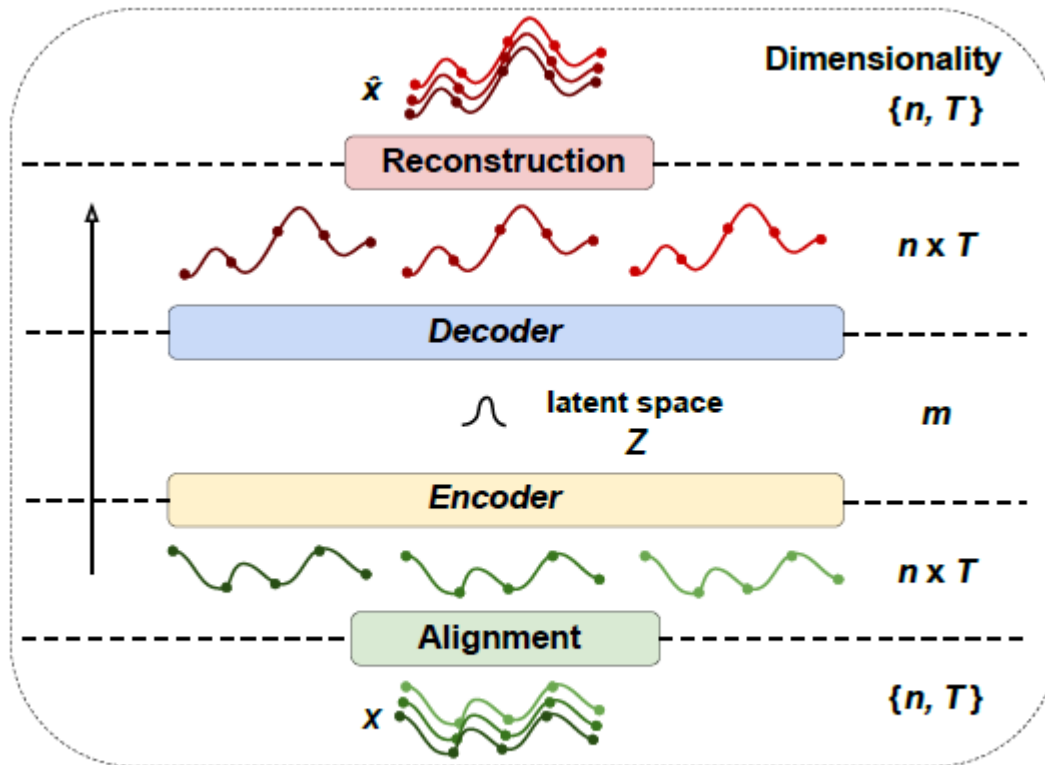 Dimensionality
x̂
{n, T}
Reconstruction
n x T
Decoder
latent space
Z
m
Encoder
n x T
Alignment
x
{n, T}